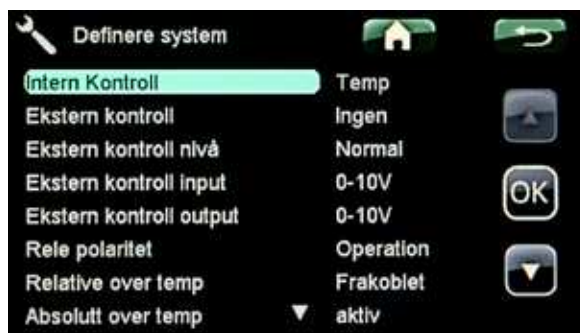 Definere system
Intern Kontroll Temp
Ekstern kontroll Ingen
Ekstern kontroll nivå Normal
Ekstern kontroll input 0-10V
OK
Ekstern kontroll output 0-10V
Rele polaritet Operation
Relative over temp Frakoblet
Absolutt over temp aktiv